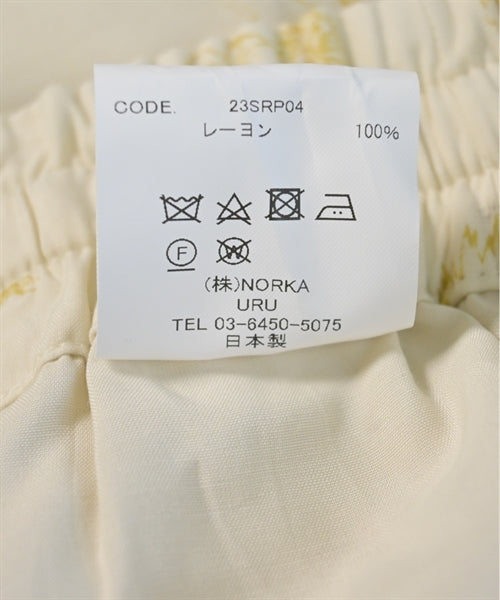 CODE. 23SRP04
レーヨン 100%
F W
(株)NORKA
URU
TEL 03-6450-5075
日本製